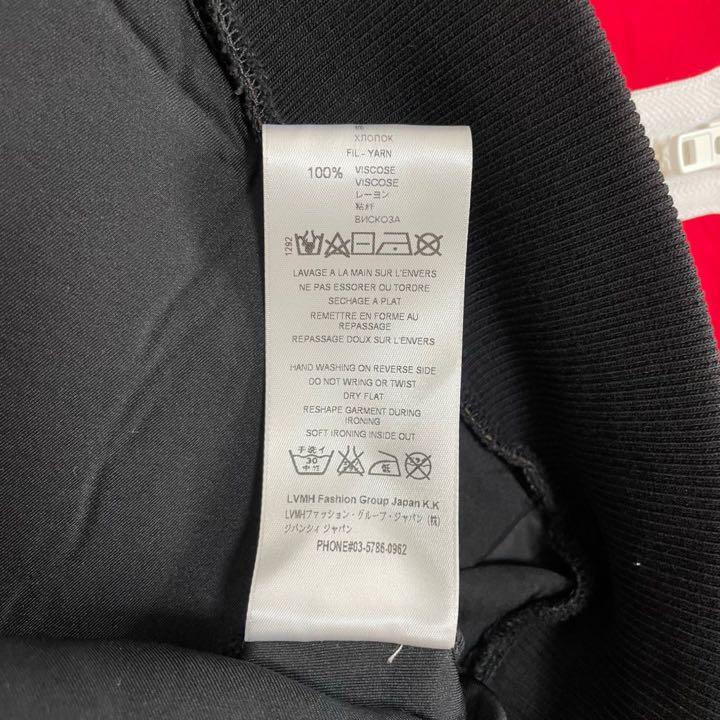 ХЛОПОК
FIL - YARN
100% VISCOSE
VISCOSE
レーヨン
粘纤
ВИСКОЗА
1292
LAVAGE A LA MAIN SUR L'ENVERS
NE PAS ESSORER OU TORDRE
SECHAGE A PLAT
REMETTRE EN FORME AU
REPASSAGE
REPASSAGE DOUX SUR L'ENVERS
HAND WASHING ON REVERSE SIDE
DO NOT WRING OR TWIST
DRY FLAT
RESHAPE GARMENT DURING
IRONING
SOFT IRONING INSIDE OUT
手洗イ
30
中性
低
LVMH Fashion Group Japan K.K
LVMHファッション・グループ・ジャパン (株)
ジバンシィ ジャパン
PHONE#03-5786-0962